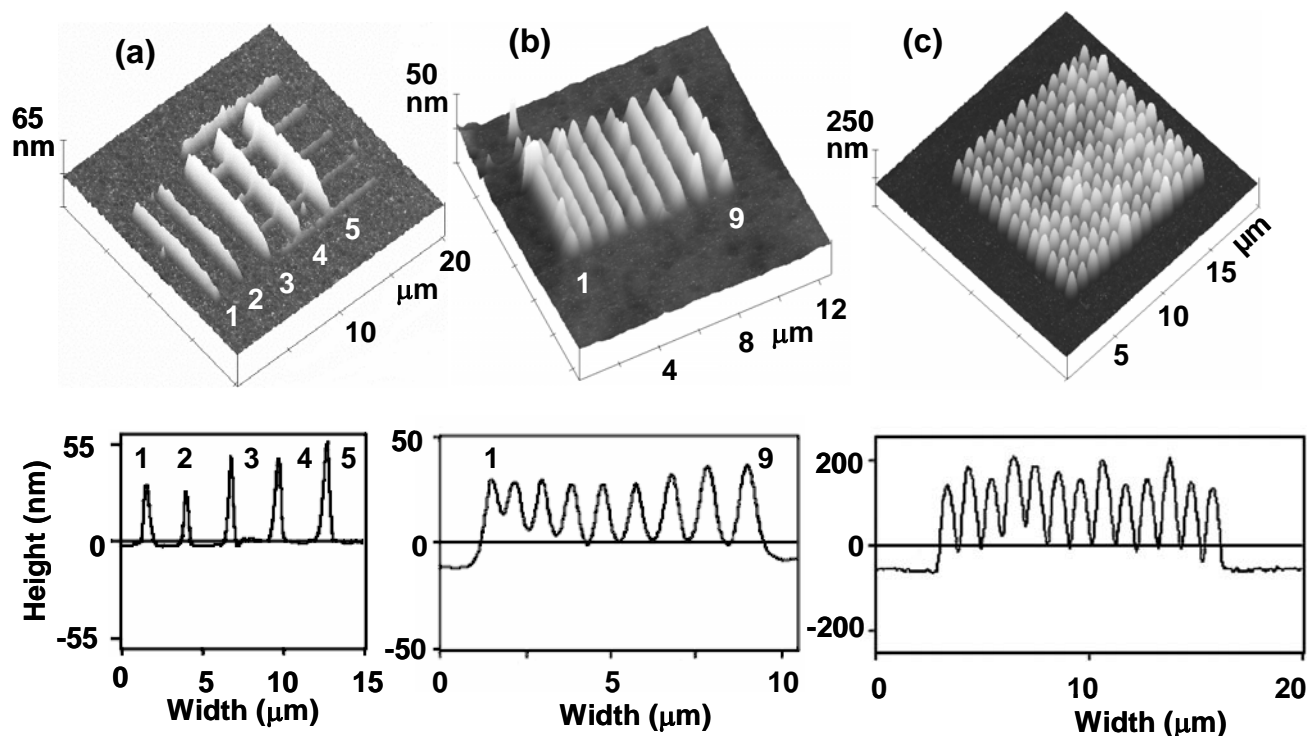 (a)
65
nm
1
2
3
4
5
10
20
μm
(b)
50
nm
1
9
4
8
12
μm
(c)
250
nm
5
10
15
μm
Height (nm)
55
0
-55
1 2 3 4 5
0 5 10 15
Width (μm)
50
0
-50
1 9
0 5 10
Width (μm)
200
0
-200
0 10 20
Width (μm)